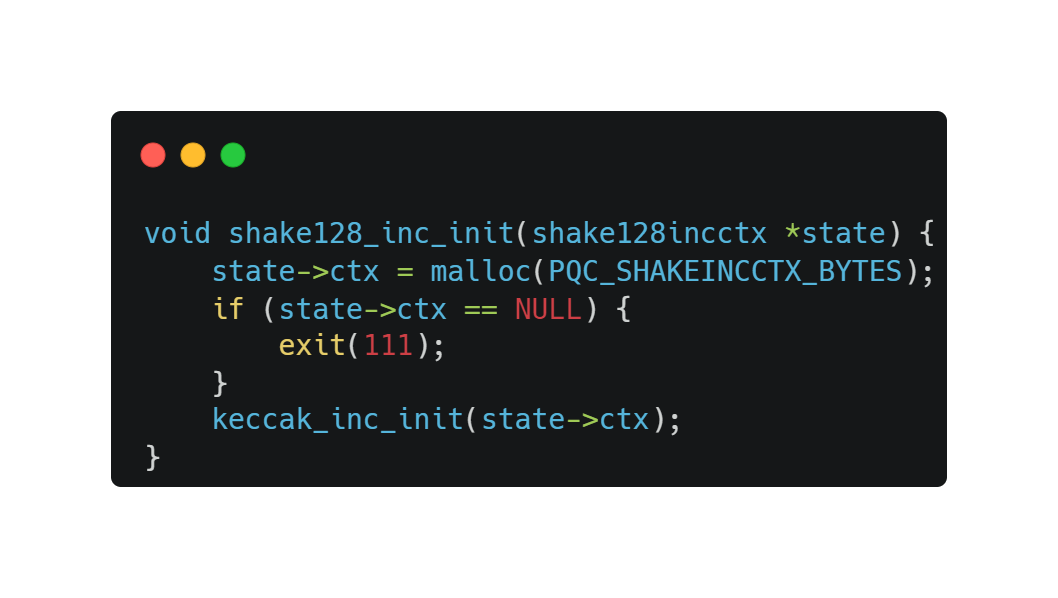 void shake128_inc_init(shake128incctx *state) {
    state->ctx = malloc(PQC_SHAKEINCCTX_BYTES);
    if (state->ctx == NULL) {
        exit(111);
    }
    keccak_inc_init(state->ctx);
}